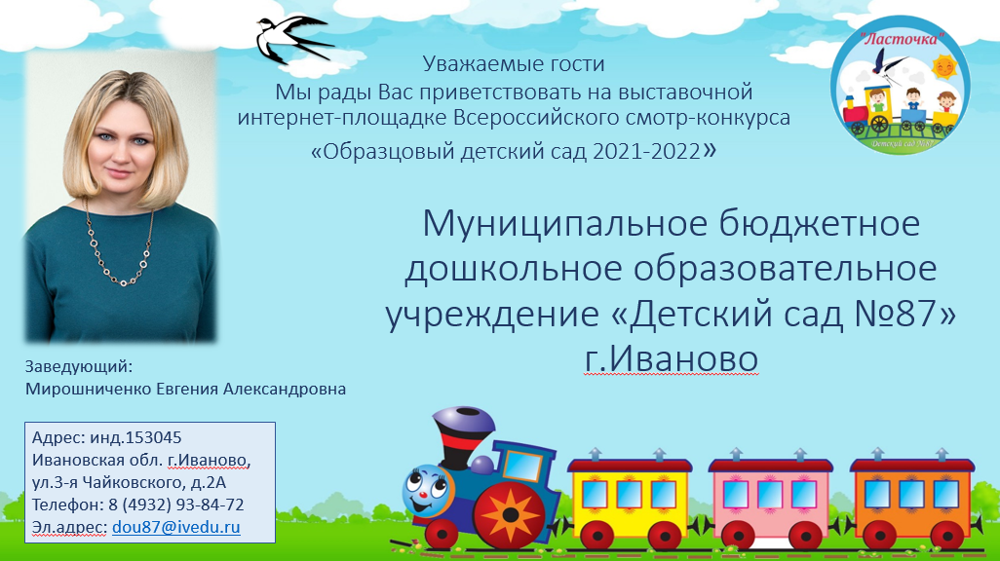 Уважаемые гости
Мы рады Вас приветствовать на выставочной
интернет-площадке Всероссийского смотр-конкурса
«Образцовый детский сад 2021-2022»
"Ласточка"
Детский сад №87
Муниципальное бюджетное
дошкольное образовательное
учреждение «Детский сад №87»
г.Иваново
Заведующий:
Мирошниченко Евгения Александровна
Адрес: инд.153045
Ивановская обл. г.Иваново,
ул.3-я Чайковского, д.2А
Телефон: 8 (4932) 93-84-72
Эл.адрес: dou87@ivedu.ru